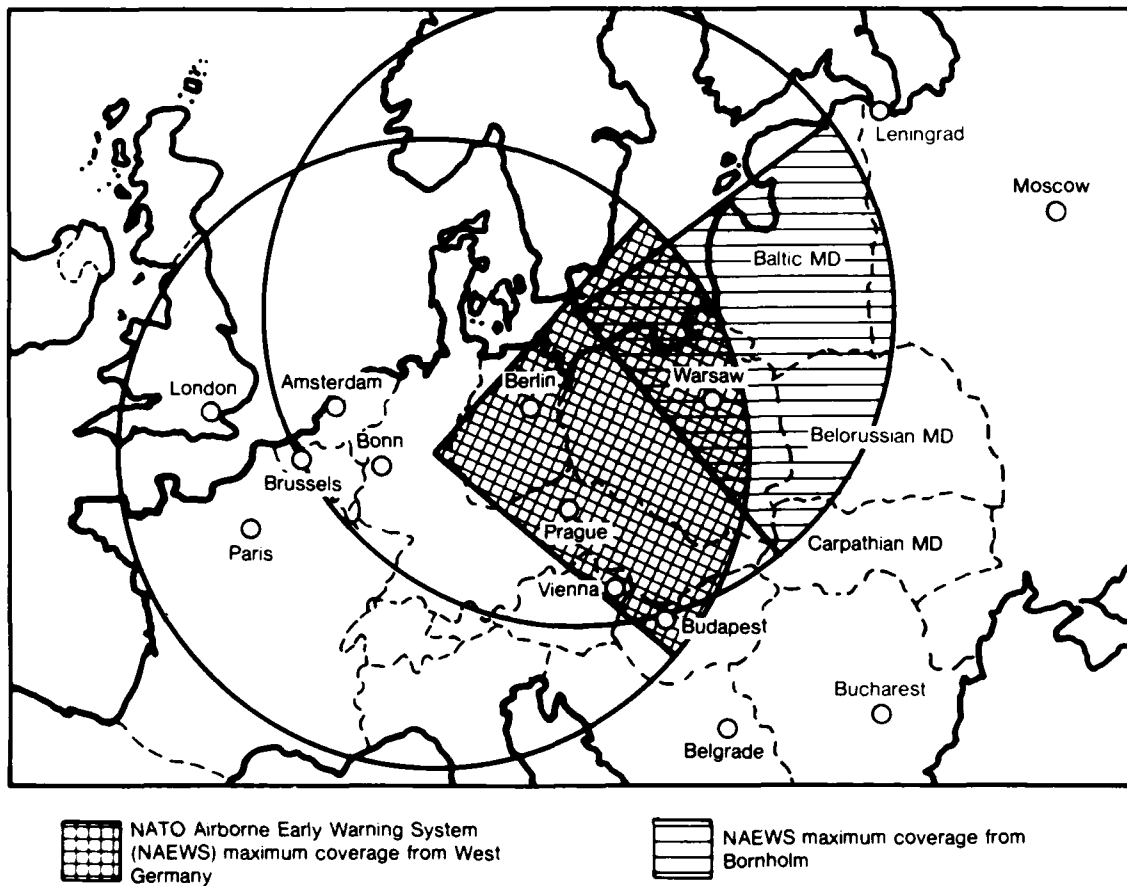 Leningrad
Moscow
Baltic MD
London
Amsterdam
Berlin
Warsaw
Bonn
Belorussian MD
Brussels
Prague
Paris
Carpathian MD
Vienna
Budapest
Bucharest
Belgrade
NATO Airborne Early Warning System
(NAEWS) maximum coverage from West
Germany
NAEWS maximum coverage from
Bornholm